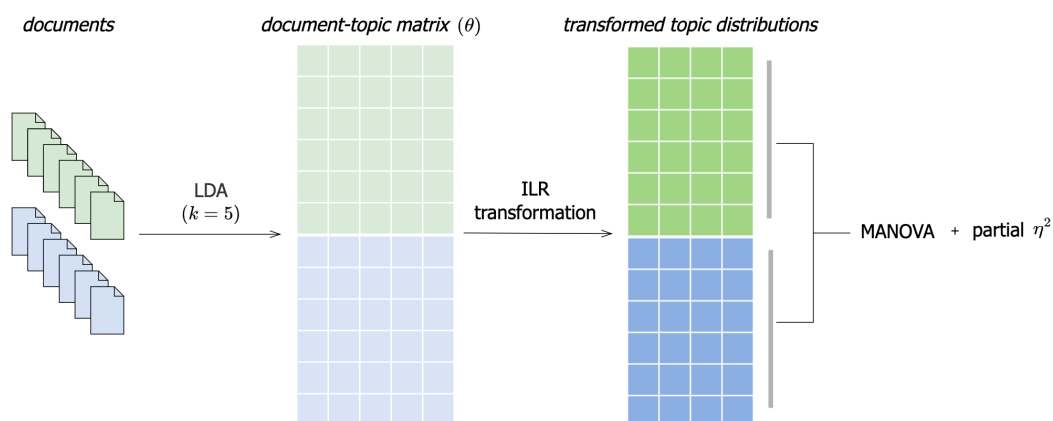 documents
document-topic matrix (θ)
transformed topic distributions
LDA
(k = 5)
ILR
transformation
MANOVA + partial η²